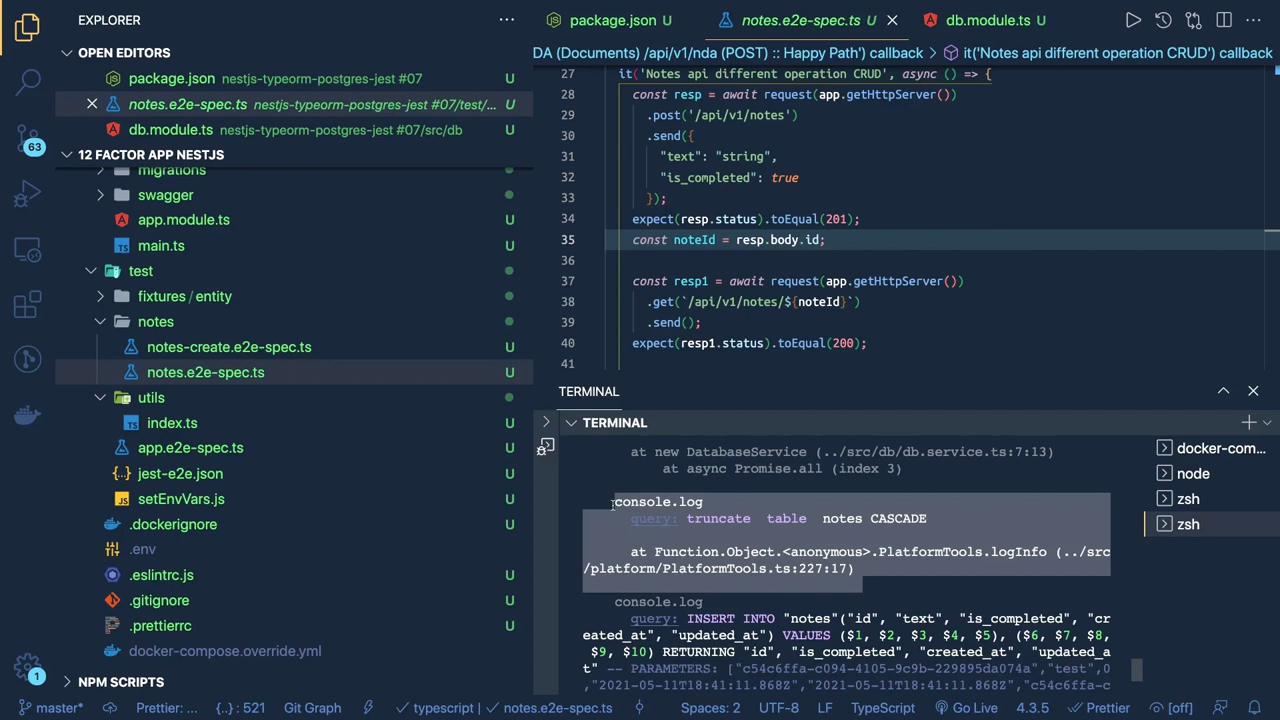 EXPLORER
OPEN EDITORS
package.json nestjs-typeorm-postgres-jest #07 U
notes.e2e-spec.ts nestjs-typeorm-postgres-jest #07/test/... U
db.module.ts nestjs-typeorm-postgres-jest #07/src/db U
12 FACTOR APP NESTJS
migrations
swagger
app.module.ts U
main.ts U
test
fixtures / entity
notes
notes-create.e2e-spec.ts U
notes.e2e-spec.ts U
utils
index.ts U
app.e2e-spec.ts U
jest-e2e.json U
setEnvVars.js U
.dockerignore U
.env
.eslintrc.js U
.gitignore U
.prettierrc U
docker-compose.override.yml
NPM SCRIPTS
63
1
package.json U
notes.e2e-spec.ts U
db.module.ts U
DA (Documents) /api/v1/nda (POST) :: Happy Path') callback > it('Notes api different operation CRUD') callback
27 it('Notes api different operation CRUD', async () => {
28 const resp = await request(app.getHttpServer())
29 .post('/api/v1/notes')
30 .send({
31 "text": "string",
32 "is_completed": true
33 });
34 expect(resp.status).toEqual(201);
35 const noteId = resp.body.id;
36
37 const resp1 = await request(app.getHttpServer())
38 .get(`/api/v1/notes/${noteId}`)
39 .send();
40 expect(resp1.status).toEqual(200);
41
TERMINAL
TERMINAL
at new DatabaseService (../src/db/db.service.ts:7:13)
at async Promise.all (index 3)
console.log
query: truncate table notes CASCADE
at Function.Object.<anonymous>.PlatformTools.logInfo (../src
/platform/PlatformTools.ts:227:17)
console.log
query: INSERT INTO "notes"("id", "text", "is_completed", "cr
eated_at", "updated_at") VALUES ($1, $2, $3, $4, $5), ($6, $7, $8,
$9, $10) RETURNING "id", "is_completed", "created_at", "updated_a
t" -- PARAMETERS: ["c54c6ffa-c094-4105-9c9b-229895da074a","test",0
,"2021-05-11T18:41:11.868Z","2021-05-11T18:41:11.868Z","c54c6ffa-c
docker-com...
node
zsh
zsh
master* Prettier: ... {..} : 521 Git Graph typescript notes.e2e-spec.ts Spaces: 2 UTF-8 LF TypeScript Go Live 4.3.5 Prettier [off]